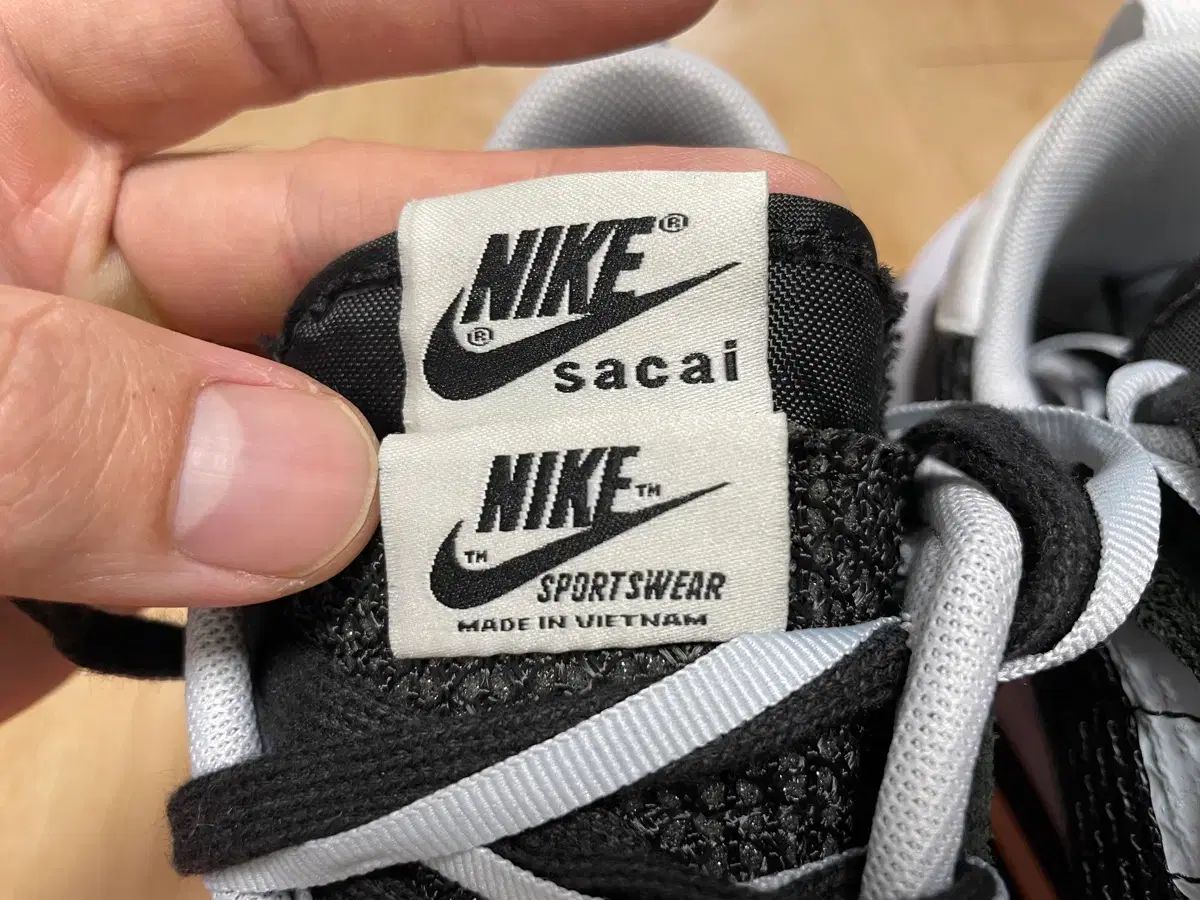 NIKE®
®
sacai
NIKE™
™
SPORTSWEAR
MADE IN VIETNAM